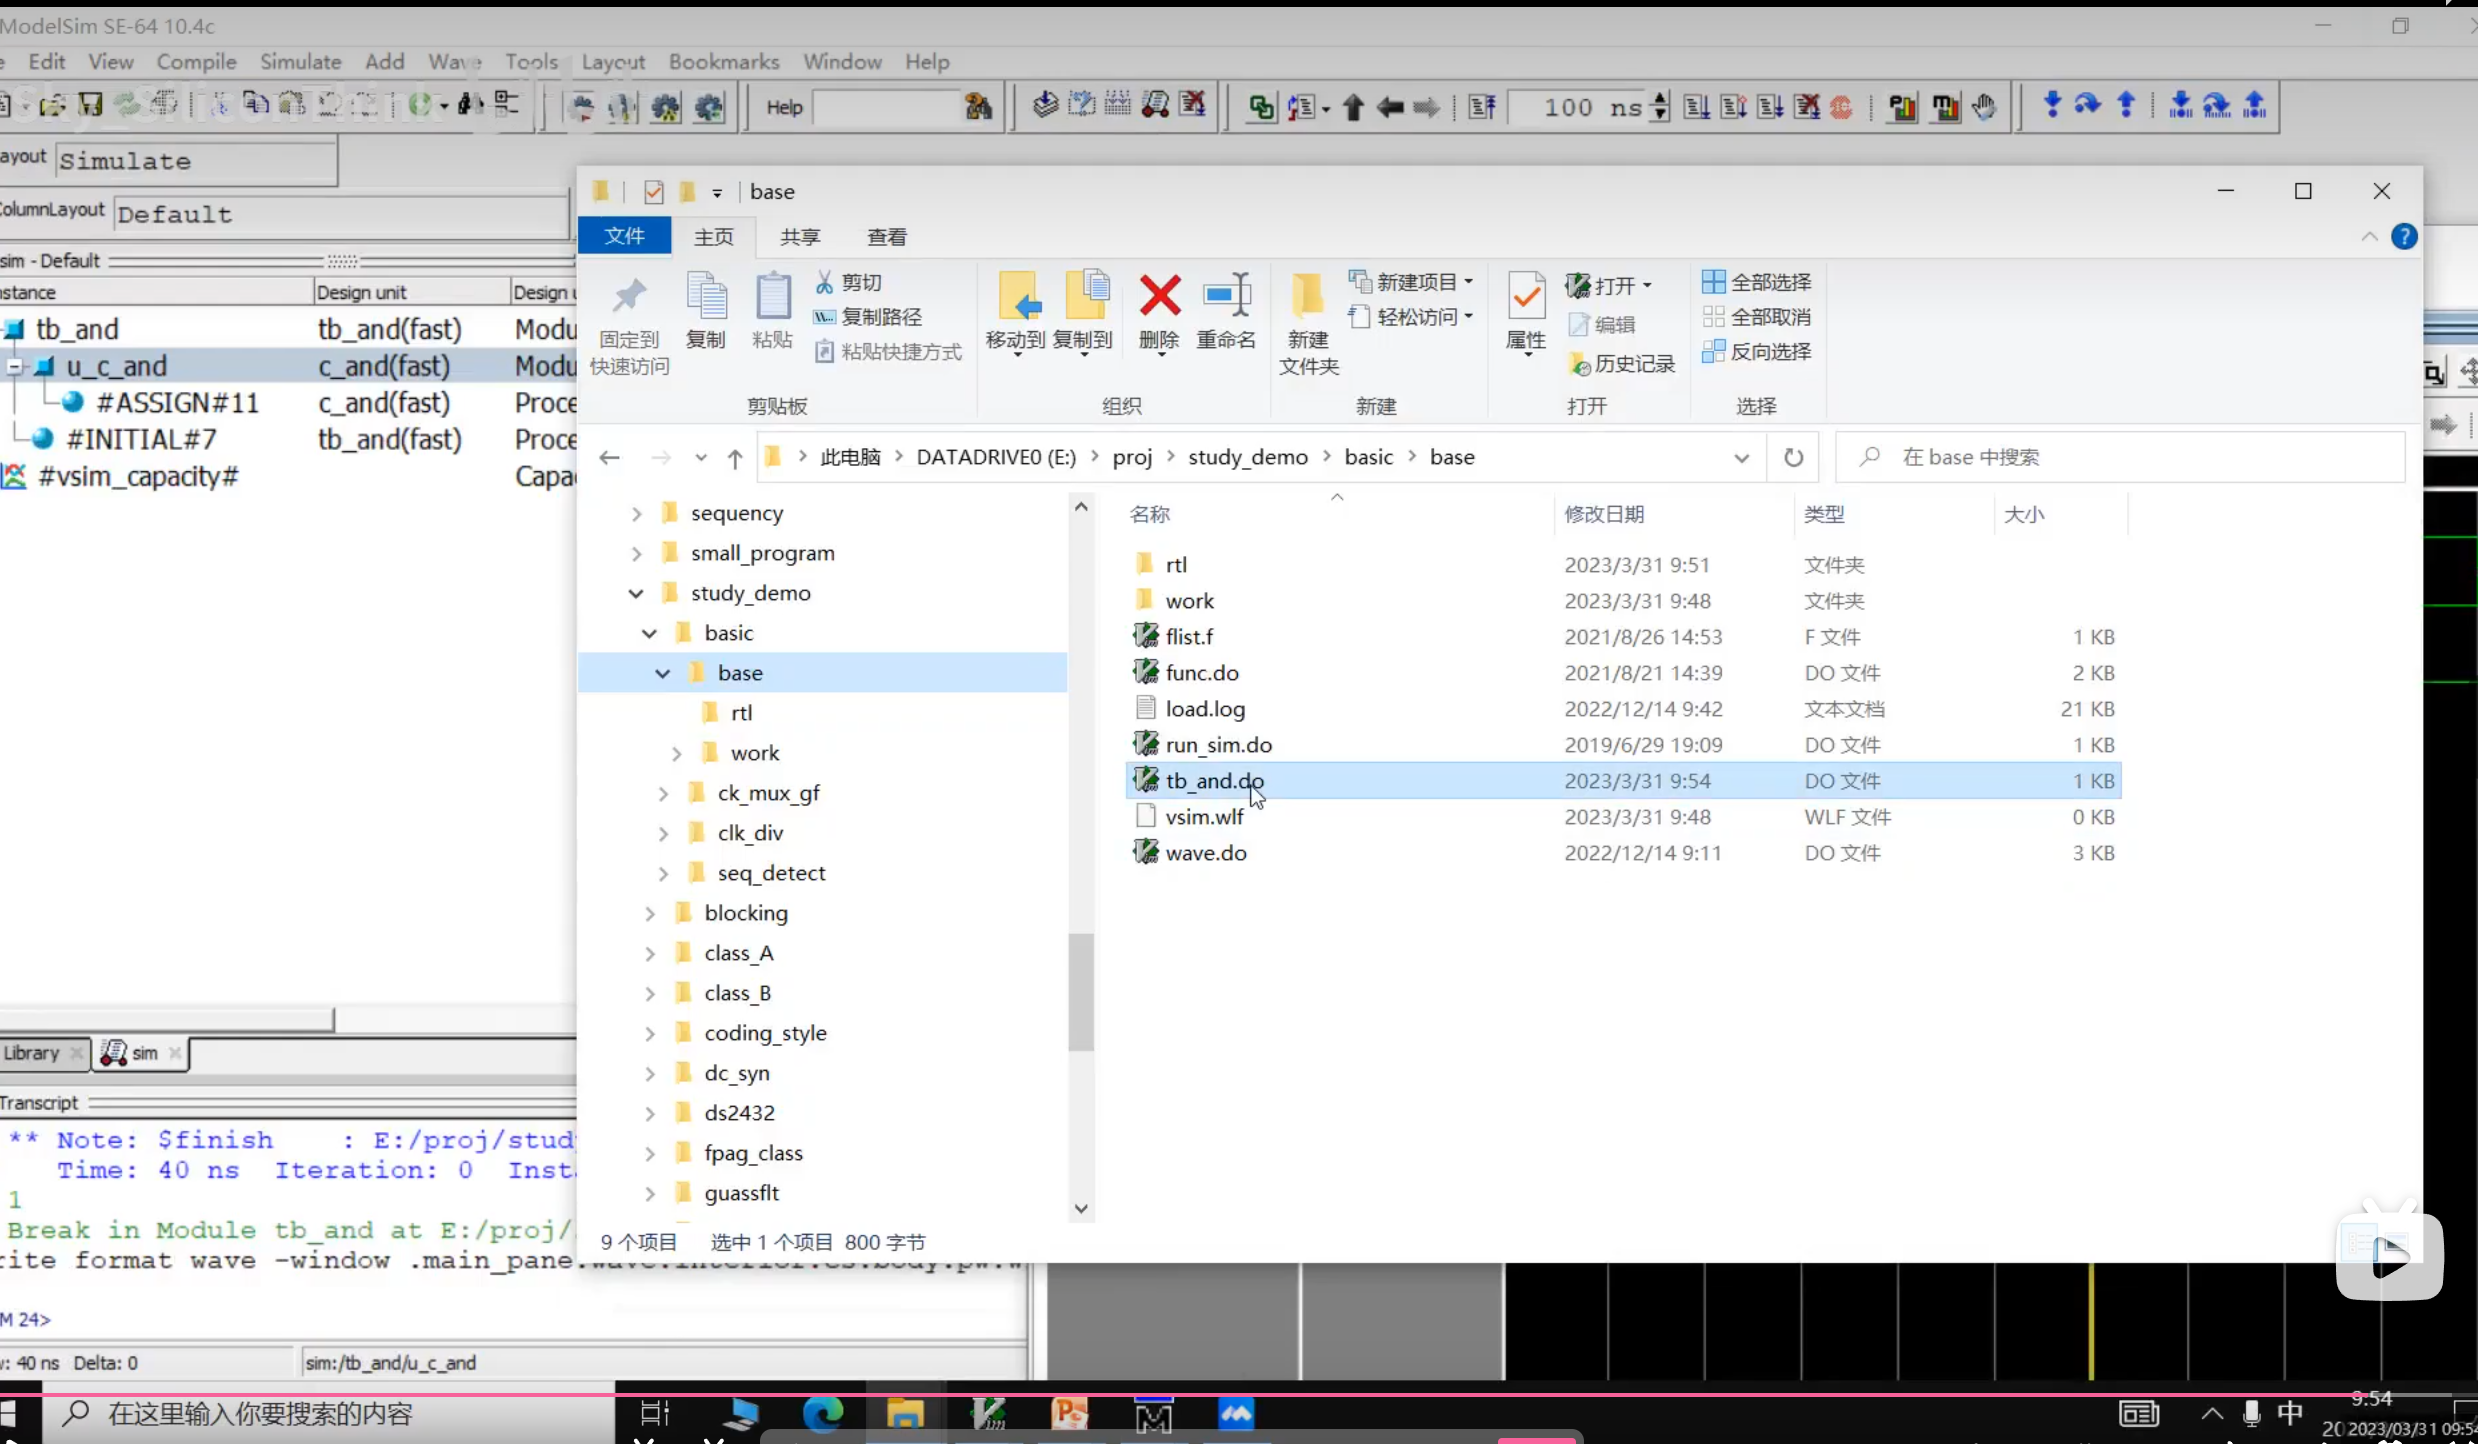 ModelSim SE-64 10.4c
Edit View Compile Simulate Add Wave Tools Layout Bookmarks Window Help
Help
100 ns
ayout Simulate
ColumnLayout Default
sim - Default
nstance Design unit Design u
tb_and tb_and(fast) Modu
u_c_and c_and(fast) Modu
#ASSIGN#11 c_and(fast) Proce
#INITIAL#7 tb_and(fast) Proce
#vsim_capacity# Capa
Library sim
Transcript
** Note: $finish : E:/proj/stud
Time: 40 ns Iteration: 0 Inst
1
Break in Module tb_and at E:/proj/
rite format wave -window .main_pane.wave.interior.cs.body.pw.w
M 24>
w: 40 ns Delta: 0 sim:/tb_and/u_c_and
base
文件 主页 共享 查看
固定到快速访问
复制
粘贴
剪切
复制路径
粘贴快捷方式
剪贴板
移动到
复制到
删除
重命名
组织
新建文件夹
新建项目
轻松访问
新建
属性
打开
编辑
历史记录
打开
全部选择
全部取消
反向选择
选择
此电脑 DATADRIVE0 (E:) proj study_demo basic base
在 base 中搜索
sequency
small_program
study_demo
basic
base
rtl
work
ck_mux_gf
clk_div
seq_detect
blocking
class_A
class_B
coding_style
dc_syn
ds2432
fpag_class
guassflt
名称 修改日期 类型 大小
rtl 2023/3/31 9:51 文件夹
work 2023/3/31 9:48 文件夹
flist.f 2021/8/26 14:53 F 文件 1 KB
func.do 2021/8/21 14:39 DO 文件 2 KB
load.log 2022/12/14 9:42 文本文档 21 KB
run_sim.do 2019/6/29 19:09 DO 文件 1 KB
tb_and.do 2023/3/31 9:54 DO 文件 1 KB
vsim.wlf 2023/3/31 9:48 WLF 文件 0 KB
wave.do 2022/12/14 9:11 DO 文件 3 KB
9 个项目 选中 1 个项目 800 字节
在这里输入你要搜索的内容
中
9:54
2023/03/31 09:54